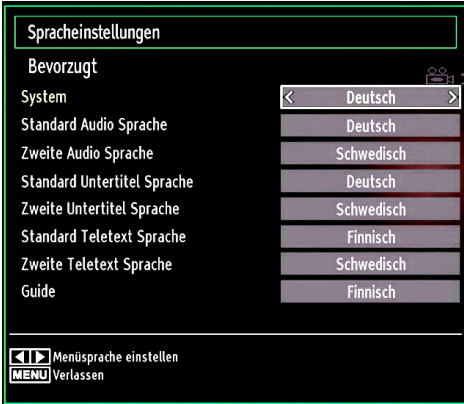 Spracheinstellungen
Bevorzugt
System < Deutsch >
Standard Audio Sprache Deutsch
Zweite Audio Sprache Schwedisch
Standard Untertitel Sprache Deutsch
Zweite Untertitel Sprache Schwedisch
Standard Teletext Sprache Finnisch
Zweite Teletext Sprache Schwedisch
Guide Finnisch
Menüsprache einstellen
MENU Verlassen